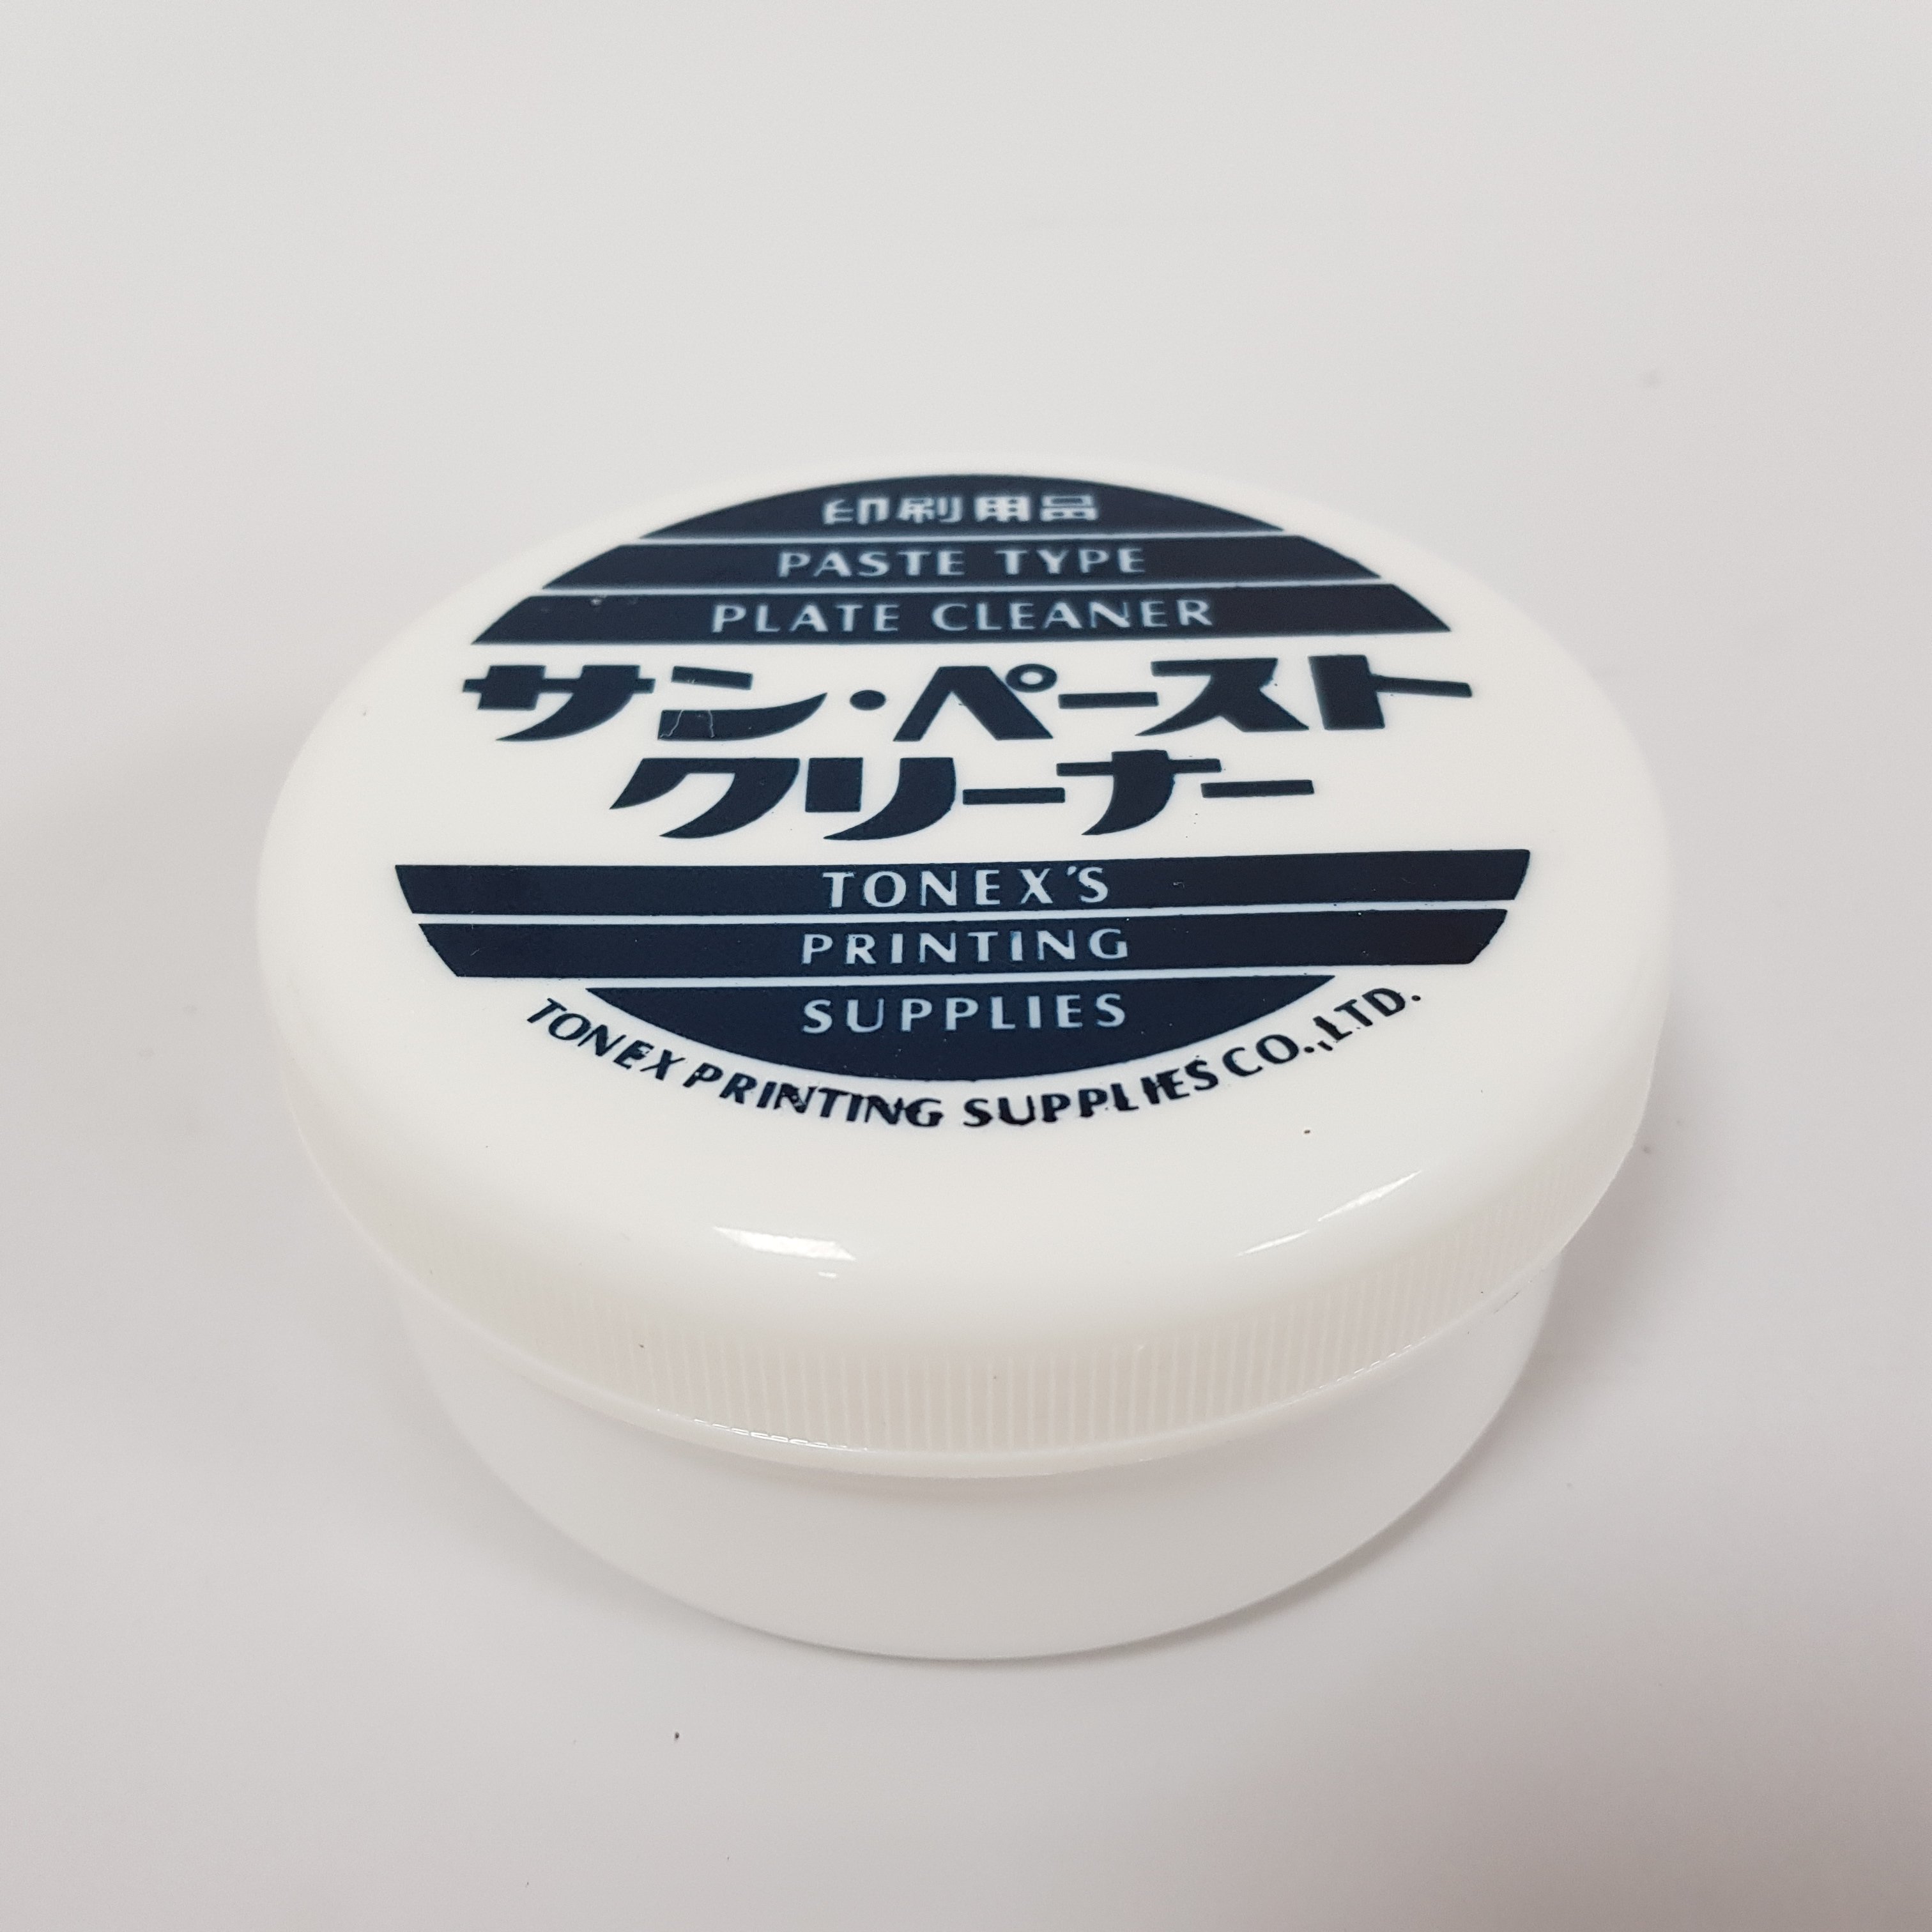 印刷用品
PASTE TYPE
PLATE CLEANER
サン・ペースト
クリーナー
TONEX'S
PRINTING
SUPPLIES
TONEX PRINTING SUPPLIES CO.,LTD.